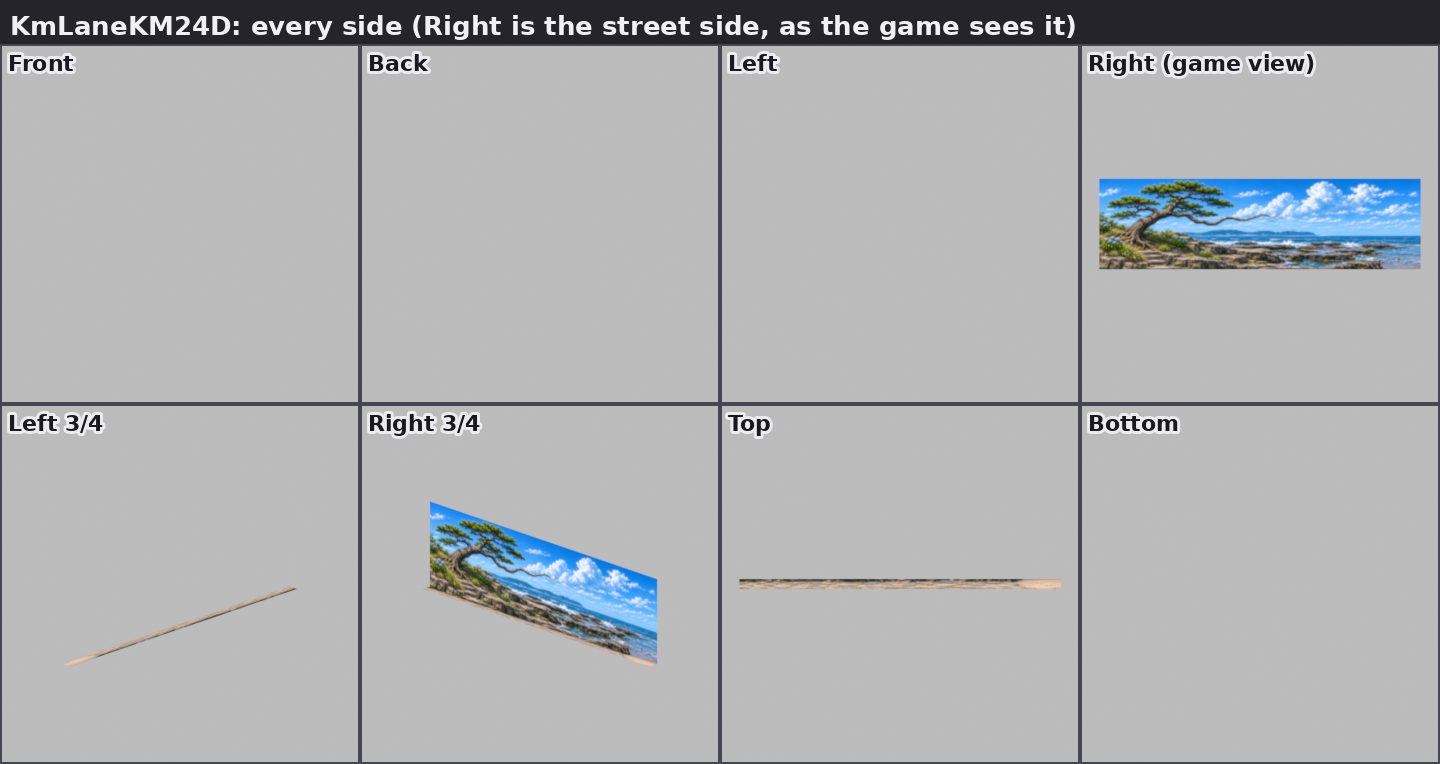 KmLaneKM24D: every side (Right is the street side, as the game sees it)
Front
Back
Left
Right (game view)
Left 3/4
Right 3/4
Top
Bottom